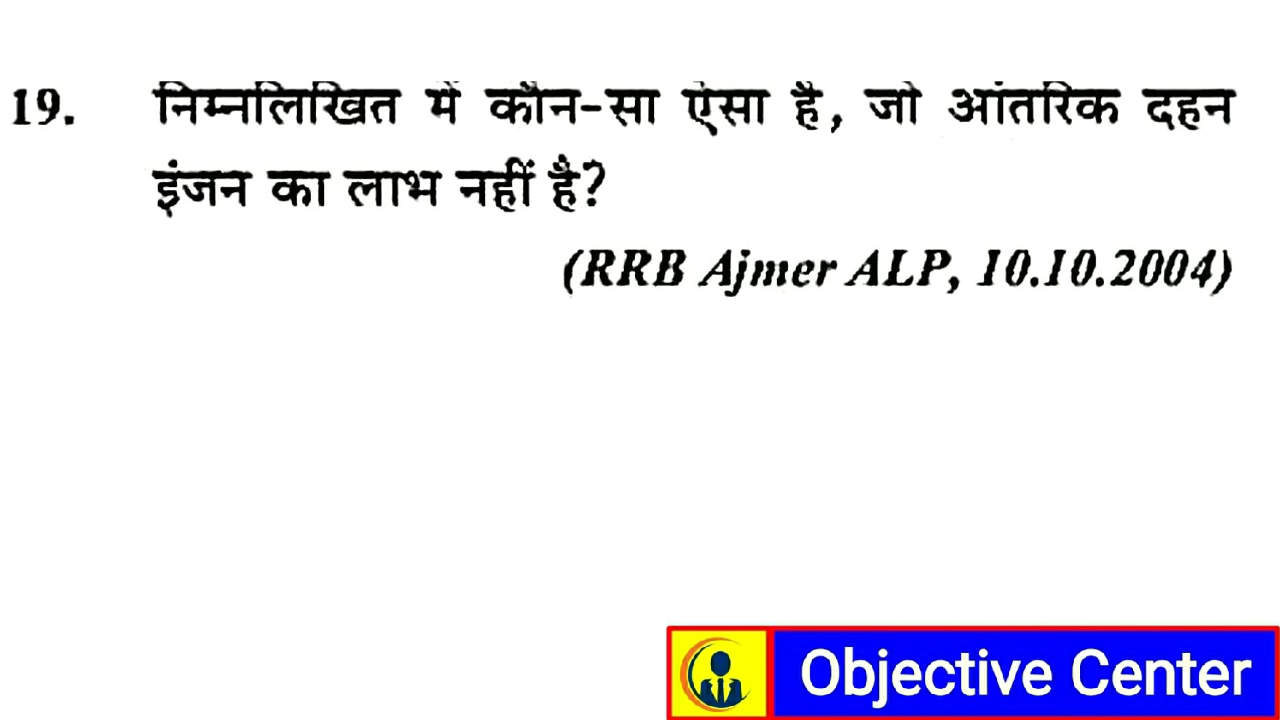 19. निम्नलिखित में कौन-सा ऐसा है, जो आंतरिक दहन
इंजन का लाभ नहीं है?
(RRB Ajmer ALP, 10.10.2004)
Objective Center